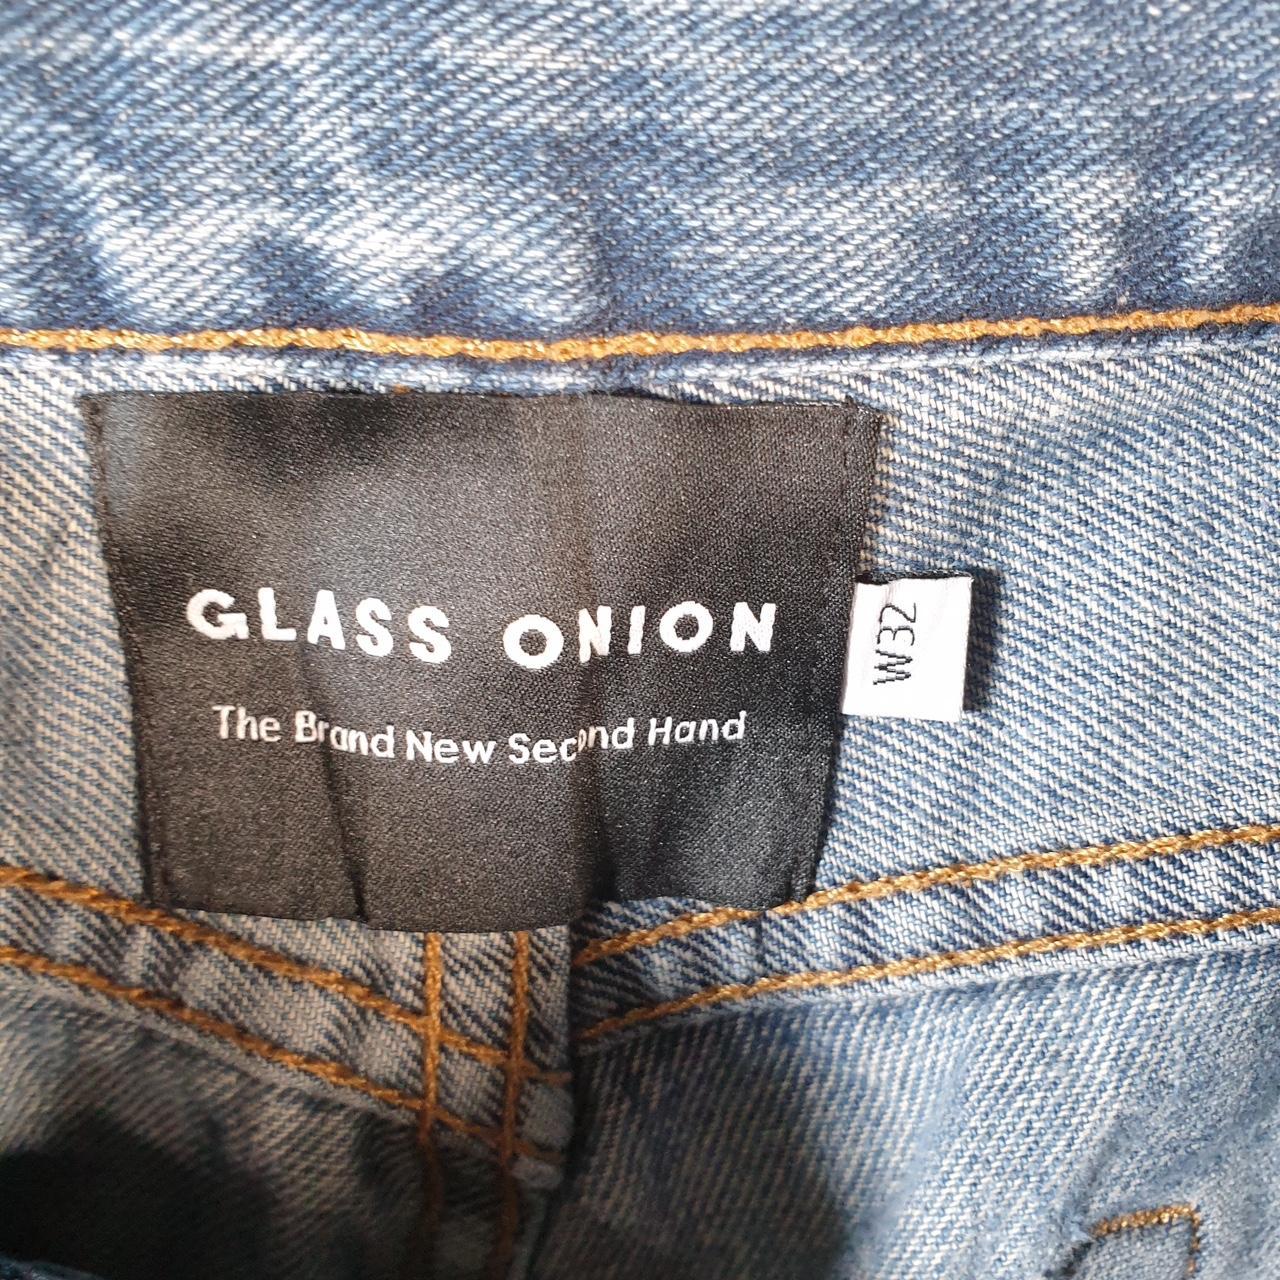 GLASS ONION
The Brand New Second Hand
W32